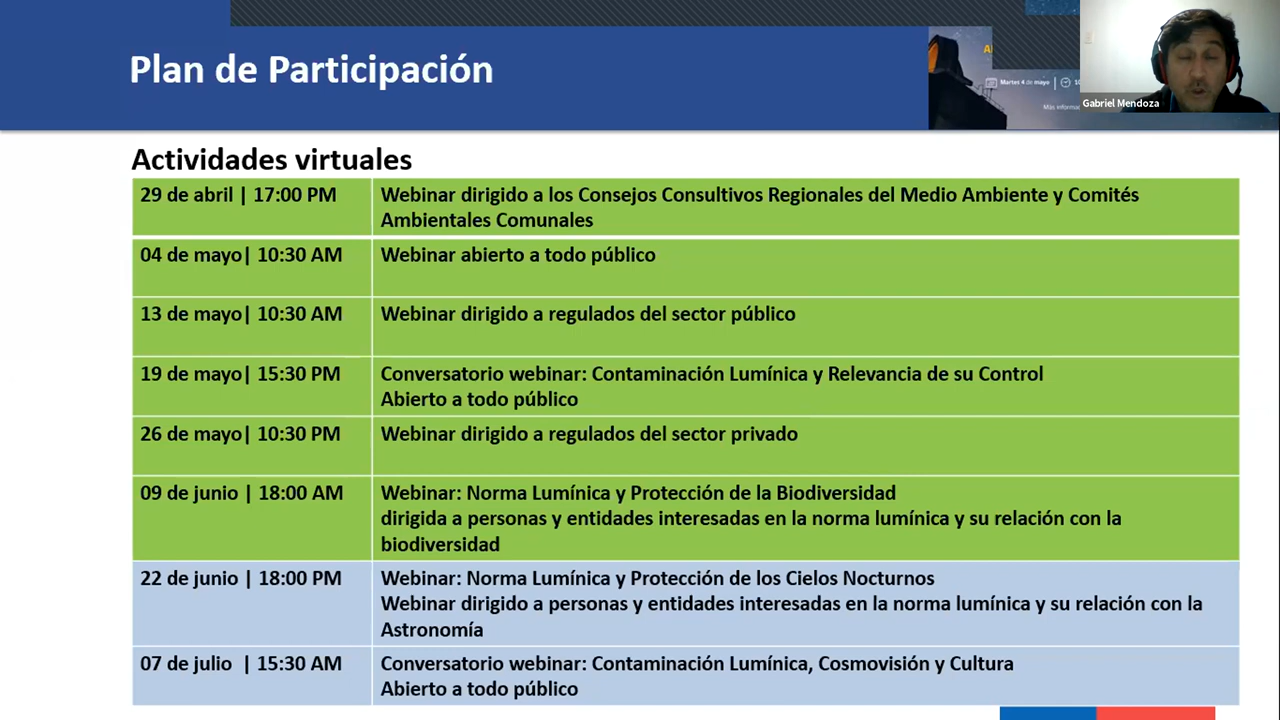 Plan de Participación
Martes 4 de mayo
Gabriel Mendoza
Actividades virtuales
29 de abril | 17:00 PM
Webinar dirigido a los Consejos Consultivos Regionales del Medio Ambiente y Comités
Ambientales Comunales
04 de mayo| 10:30 AM
Webinar abierto a todo público
13 de mayo| 10:30 AM
Webinar dirigido a regulados del sector público
19 de mayo| 15:30 PM
Conversatorio webinar: Contaminación Lumínica y Relevancia de su Control
Abierto a todo público
26 de mayo| 10:30 PM
Webinar dirigido a regulados del sector privado
09 de junio | 18:00 AM
Webinar: Norma Lumínica y Protección de la Biodiversidad
dirigida a personas y entidades interesadas en la norma lumínica y su relación con la
biodiversidad
22 de junio | 18:00 PM
Webinar: Norma Lumínica y Protección de los Cielos Nocturnos
Webinar dirigido a personas y entidades interesadas en la norma lumínica y su relación con la
Astronomía
07 de julio | 15:30 AM
Conversatorio webinar: Contaminación Lumínica, Cosmovisión y Cultura
Abierto a todo público